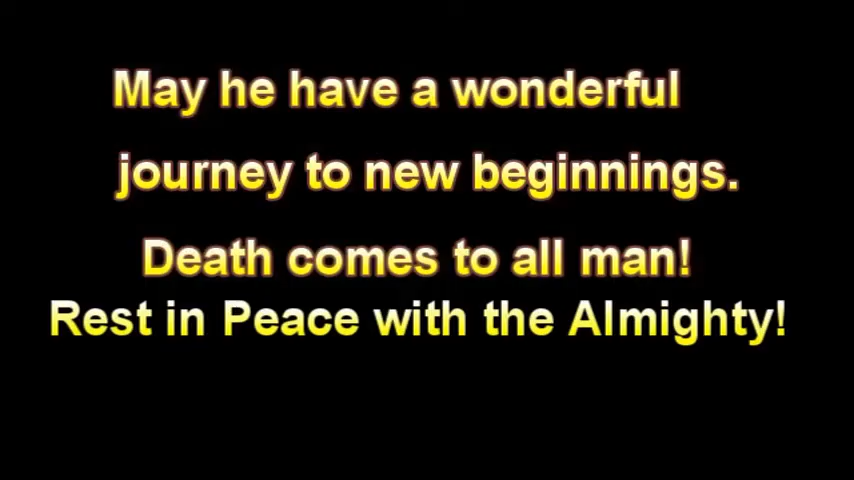 May he have a wonderful
journey to new beginnings.
Death comes to all man!
Rest in Peace with the Almighty!